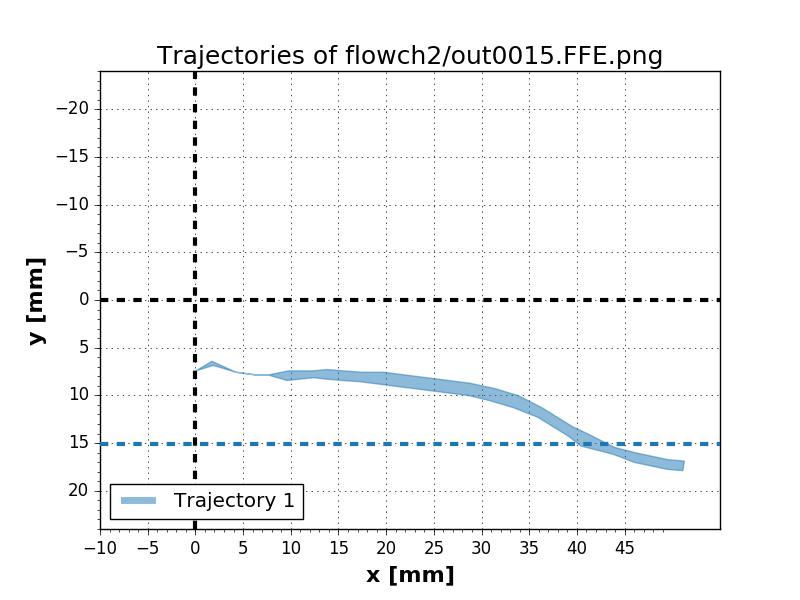 Trajectories of flowch2/out0015.FFE.png
y [mm]
−20
−15
−10
−5
0
5
10
15
20
Trajectory 1
−10 −5 0 5 10 15 20 25 30 35 40 45
x [mm]